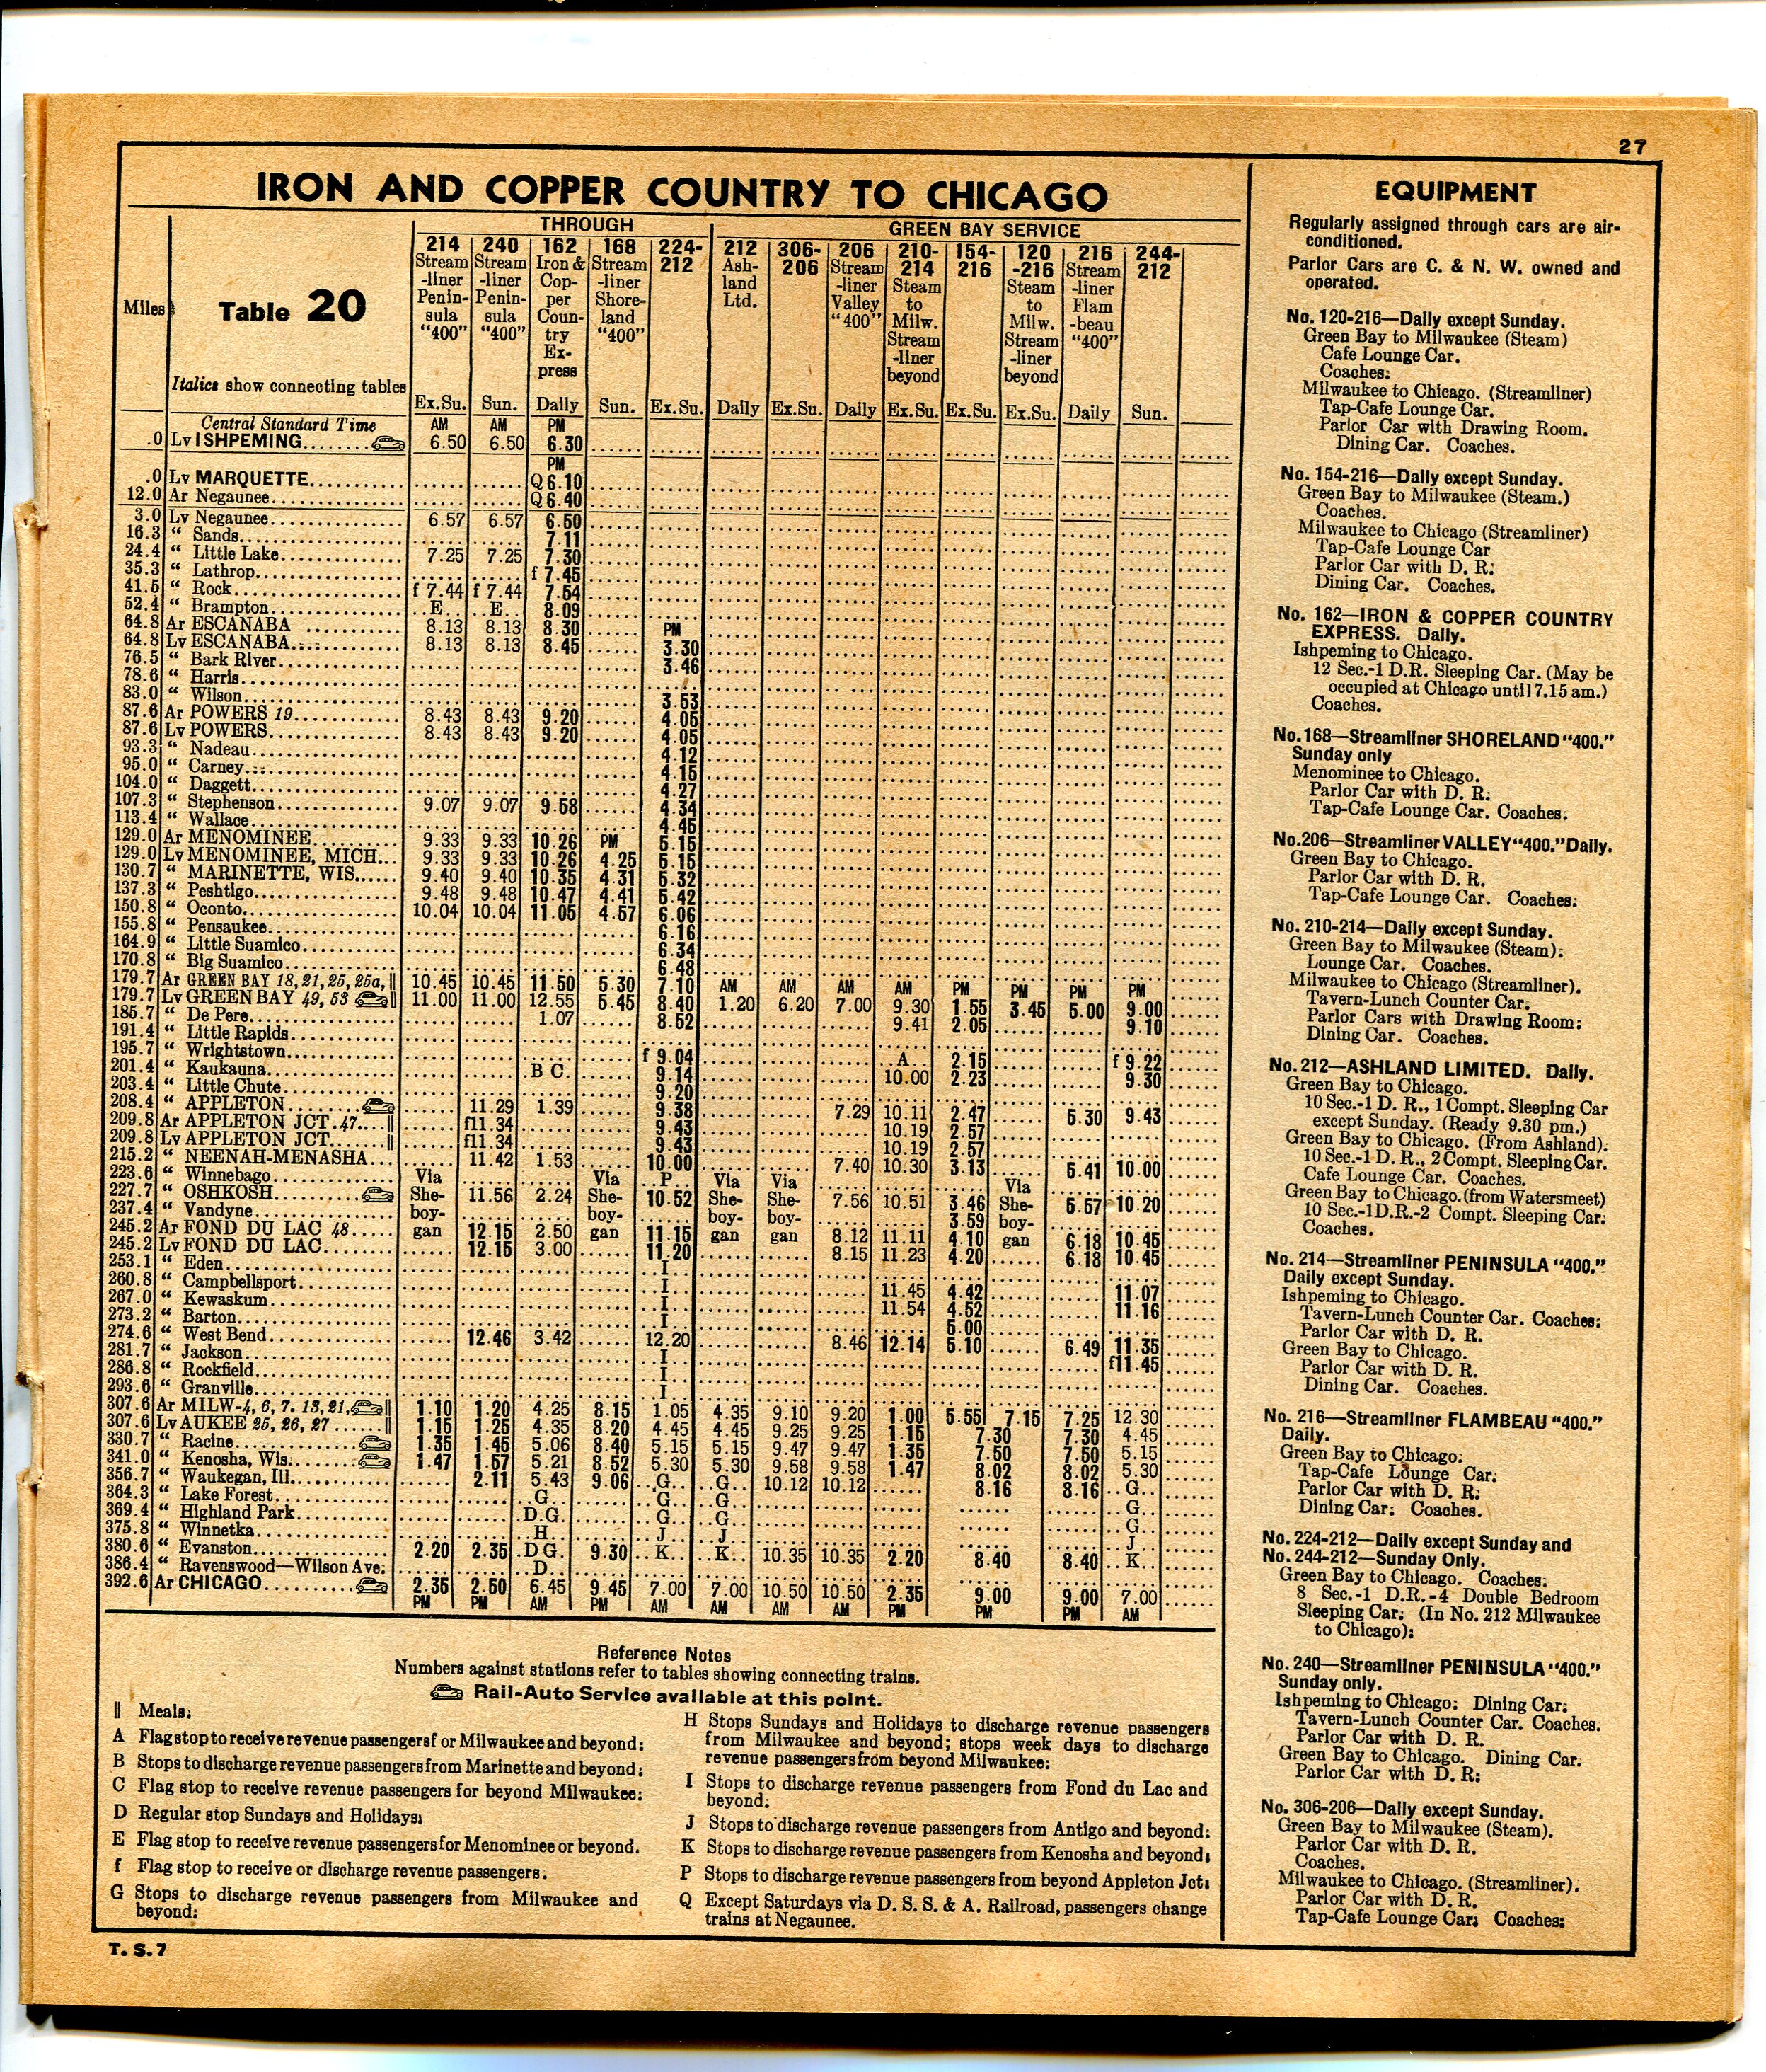 27
IRON AND COPPER COUNTRY TO CHICAGO
THROUGH
GREEN BAY SERVICE
Miles
Table 20
Italics show connecting tables
214 Stream-liner Penin-sula "400" Ex.Su.
240 Stream-liner Penin-sula "400" Sun.
162 Iron & Cop-per Coun-try Ex-press Daily
168 Stream-liner Shore-land "400" Sun.
224-212 Ex.Su.
212 Ash-land Ltd. Daily
306-206 Ex.Su.
206 Stream-liner Valley "400" Daily
210-214 Steam to Milw. Stream-liner beyond Ex.Su.
154-216 Ex.Su.
120-216 Steam to Milw. Stream-liner beyond Ex.Su.
216 Stream-liner Flam-beau "400" Daily
244-212 Sun.
Central Standard Time AM AM PM
.0 Lv ISHPEMING 6.50 6.50 6.30
PM
.0 Lv MARQUETTE Q 6.10
12.0 Ar Negaunee Q 6.40
3.0 Lv Negaunee 6.57 6.57 6.50
16.3 “ Sands 7.11
24.4 “ Little Lake 7.25 7.25 7.30
35.3 “ Lathrop f 7.45
41.5 “ Rock f 7.44 f 7.44 7.54
52.4 “ Brampton E E 8.09
64.8 Ar ESCANABA 8.13 8.13 8.30 PM
64.8 Lv ESCANABA 8.13 8.13 8.45 3.30
76.5 “ Bark River 3.46
78.6 “ Harris
83.0 “ Wilson 3.53
87.6 Ar POWERS 19 8.43 8.43 9.20 4.05
87.6 Lv POWERS 8.43 8.43 9.20 4.05
93.3 “ Nadeau 4.12
95.0 “ Carney 4.15
104.0 “ Daggett 4.27
107.3 “ Stephenson 9.07 9.07 9.58 4.34
113.4 “ Wallace 4.45
129.0 Ar MENOMINEE 9.33 9.33 10.26 PM 5.15
129.0 Lv MENOMINEE, MICH 9.33 9.33 10.26 4.25 5.15
130.7 “ MARINETTE, WIS 9.40 9.40 10.35 4.31 5.32
137.3 “ Peshtigo 9.48 9.48 10.47 4.41 5.42
150.8 “ Oconto 10.04 10.04 11.05 4.57 6.06
155.8 “ Pensaukee 6.16
164.9 “ Little Suamico 6.34
170.8 “ Big Suamico 6.48
179.7 Ar GREEN BAY 18, 21, 25, 25a, || 10.45 10.45 11.50 5.30 7.10 AM AM AM AM PM PM PM PM
179.7 Lv GREEN BAY 49, 53 || 11.00 11.00 12.55 5.45 8.40 1.20 6.20 7.00 9.30 1.55 3.45 5.00 9.00
185.7 “ De Pere 1.07 8.52 9.41 2.05 9.10
191.4 “ Little Rapids
195.7 “ Wrightstown f 9.04 A 2.15 f 9.22
201.4 “ Kaukauna B C 9.14 10.00 2.23 9.30
203.4 “ Little Chute 9.20
208.4 “ APPLETON 11.29 1.39 9.38 7.29 10.11 2.47 5.30 9.43
209.8 Ar APPLETON JCT. 47 || f11.34 9.43 10.19 2.57
209.8 Lv APPLETON JCT || f11.34 9.43 10.19 2.57
215.2 “ NEENAH-MENASHA 11.42 1.53 10.00 7.40 10.30 3.13 5.41 10.00
223.6 “ Winnebago Via Via P Via Via Via
227.7 “ OSHKOSH She- 11.56 2.24 She- 10.52 She- She- 7.56 10.51 3.46 She- 5.57 10.20
237.4 “ Vandyne boy- boy- boy- boy- 3.59 boy-
245.2 Ar FOND DU LAC 48 gan 12.15 2.50 gan 11.15 gan gan 8.12 11.11 4.10 gan 6.18 10.45
245.2 Lv FOND DU LAC 12.15 3.00 11.20 8.15 11.23 4.20 6.18 10.45
253.1 “ Eden I
260.8 “ Campbellsport I 11.45 4.42 11.07
267.0 “ Kewaskum I 11.54 4.52 11.16
273.2 “ Barton I 5.00
274.6 “ West Bend 12.46 3.42 12.20 8.46 12.14 5.10 6.49 11.35
281.7 “ Jackson I f11.45
286.8 “ Rockfield I
293.6 “ Granville I
307.6 Ar MILW- 4, 6, 7. 13, 21, || 1.10 1.20 4.25 8.15 1.05 4.35 9.10 9.20 1.00 5.55 7.15 7.25 12.30
307.6 Lv AUKEE 25, 26, 27 || 1.15 1.25 4.35 8.20 4.45 4.45 9.25 9.25 1.15 7.30 7.30 4.45
330.7 “ Racine 1.35 1.45 5.06 8.40 5.15 5.15 9.47 9.47 1.35 7.50 7.50 5.15
341.0 “ Kenosha, Wis. 1.47 1.57 5.21 8.52 5.30 5.30 9.58 9.58 1.47 8.02 8.02 5.30
356.7 “ Waukegan, Ill. 2.11 5.43 9.06 G G 10.12 10.12 8.16 8.16 G
364.3 “ Lake Forest G G G G
369.4 “ Highland Park D G G G G
375.8 “ Winnetka H J J J
380.6 “ Evanston 2.20 2.35 D G 9.30 K K 10.35 10.35 2.20 8.40 8.40 K
386.4 “ Ravenswood—Wilson Ave. D
392.6 Ar CHICAGO 2.35 2.50 6.45 9.45 7.00 7.00 10.50 10.50 2.35 9.00 9.00 7.00
PM PM AM PM AM AM AM AM PM PM PM AM
Reference Notes
Numbers against stations refer to tables showing connecting trains.
Rail-Auto Service available at this point.
|| Meals.
A Flag stop to receive revenue passengersf or Milwaukee and beyond.
B Stops to discharge revenue passengers from Marinette and beyond.
C Flag stop to receive revenue passengers for beyond Milwaukee.
D Regular stop Sundays and Holidays.
E Flag stop to receive revenue passengers for Menominee or beyond.
f Flag stop to receive or discharge revenue passengers.
G Stops to discharge revenue passengers from Milwaukee and
beyond.
H Stops Sundays and Holidays to discharge revenue passengers
from Milwaukee and beyond; stops week days to discharge
revenue passengers from beyond Milwaukee.
I Stops to discharge revenue passengers from Fond du Lac and
beyond.
J Stops to discharge revenue passengers from Antigo and beyond.
K Stops to discharge revenue passengers from Kenosha and beyond.
P Stops to discharge revenue passengers from beyond Appleton Jct.
Q Except Saturdays via D. S. S. & A. Railroad, passengers change
trains at Negaunee.
T. S. 7
EQUIPMENT
Regularly assigned through cars are air-
conditioned.
Parlor Cars are C. & N. W. owned and
operated.
No. 120-216—Daily except Sunday.
Green Bay to Milwaukee (Steam)
Cafe Lounge Car.
Coaches.
Milwaukee to Chicago. (Streamliner)
Tap-Cafe Lounge Car.
Parlor Car with Drawing Room.
Dining Car. Coaches.
No. 154-216—Daily except Sunday.
Green Bay to Milwaukee (Steam.)
Coaches.
Milwaukee to Chicago (Streamliner)
Tap-Cafe Lounge Car
Parlor Car with D. R.
Dining Car. Coaches.
No. 162—IRON & COPPER COUNTRY
EXPRESS. Daily.
Ishpeming to Chicago.
12 Sec.-1 D.R. Sleeping Car. (May be
occupied at Chicago until 7.15 am.)
Coaches.
No.168—Streamliner SHORELAND "400."
Sunday only
Menominee to Chicago.
Parlor Car with D. R.
Tap-Cafe Lounge Car. Coaches.
No.206—Streamliner VALLEY "400." Daily.
Green Bay to Chicago.
Parlor Car with D. R.
Tap-Cafe Lounge Car. Coaches.
No. 210-214—Daily except Sunday.
Green Bay to Milwaukee (Steam).
Lounge Car. Coaches.
Milwaukee to Chicago (Streamliner).
Tavern-Lunch Counter Car.
Parlor Cars with Drawing Room.
Dining Car. Coaches.
No. 212—ASHLAND LIMITED. Daily.
Green Bay to Chicago.
10 Sec.-1 D. R., 1 Compt. Sleeping Car
except Sunday. (Ready 9.30 pm.)
Green Bay to Chicago. (From Ashland).
10 Sec.-1 D. R., 2 Compt. Sleeping Car.
Cafe Lounge Car.
Green Bay to Chicago. (from Watersmeet)
10 Sec.-1D.R.-2 Compt. Sleeping Car.
Coaches.
No. 214—Streamliner PENINSULA "400."
Daily except Sunday.
Ishpeming to Chicago.
Tavern-Lunch Counter Car. Coaches.
Parlor Car with D. R.
Green Bay to Chicago.
Parlor Car with D. R.
Dining Car. Coaches.
No. 216—Streamliner FLAMBEAU "400."
Daily.
Green Bay to Chicago.
Tap-Cafe Lounge Car.
Parlor Car with D. R.
Dining Car. Coaches.
No. 224-212—Daily except Sunday and
No. 244-212—Sunday Only.
Green Bay to Chicago. Coaches.
8 Sec.-1 D.R.-4 Double Bedroom
Sleeping Car. (In No. 212 Milwaukee
to Chicago).
No. 240—Streamliner PENINSULA "400."
Sunday only.
Ishpeming to Chicago. Dining Car.
Tavern-Lunch Counter Car. Coaches.
Parlor Car with D. R.
Green Bay to Chicago. Dining Car.
Parlor Car with D. R.
No. 306-206—Daily except Sunday.
Green Bay to Milwaukee (Steam).
Parlor Car with D. R.
Coaches.
Milwaukee to Chicago. (Streamliner).
Parlor Car with D. R.
Tap-Cafe Lounge Car. Coaches.